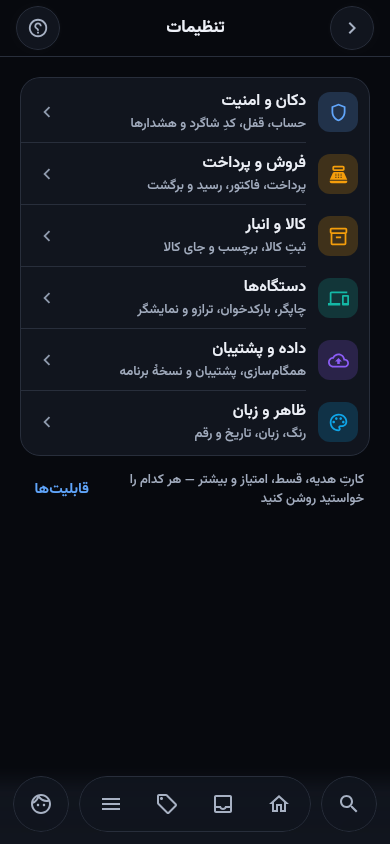 تنظیمات
دکان و امنیت
حساب، قفل، کدِ شاگرد و هشدارها
فروش و پرداخت
پرداخت، فاکتور، رسید و برگشت
کالا و انبار
ثبتِ کالا، برچسب و جای کالا
دستگاه‌ها
چاپگر، بارکدخوان، ترازو و نمایشگر
داده و پشتیبان
همگام‌سازی، پشتیبان و نسخهٔ برنامه
ظاهر و زبان
رنگ، زبان، تاریخ و رقم
کارتِ هدیه، قسط، امتیاز و بیشتر — هر کدام را
خواستید روشن کنید
قابلیت‌ها